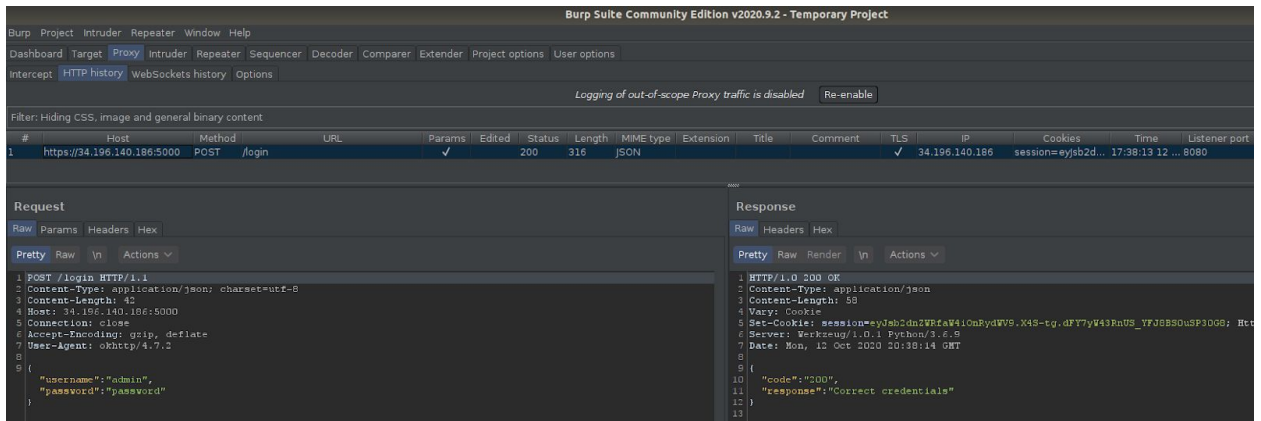 Burp Suite Community Edition v2020.9.2 - Temporary Project
Burp Project Intruder Repeater Window Help
Dashboard Target Proxy Intruder Repeater Sequencer Decoder Comparer Extender Project options User options
Intercept HTTP history WebSockets history Options
Logging of out-of-scope Proxy traffic is disabled Re-enable
Filter: Hiding CSS, image and general binary content
# Host Method URL Params Edited Status Length MIME type Extension Title Comment TLS IP Cookies Time Listener port
1 https://34.196.140.186:5000 POST /login ✓ 200 316 JSON ✓ 34.196.140.186 session=eyJsb2d... 17:38:13 12 ... 8080
Request
Raw Params Headers Hex
Pretty Raw \n Actions
1 POST /login HTTP/1.1
2 Content-Type: application/json; charset=utf-8
3 Content-Length: 42
4 Host: 34.196.140.186:5000
5 Connection: close
6 Accept-Encoding: gzip, deflate
7 User-Agent: okhttp/4.7.2
8
9 {
"username":"admin",
"password":"password"
}
Response
Raw Headers Hex
Pretty Raw Render \n Actions
1 HTTP/1.0 200 OK
2 Content-Type: application/json
3 Content-Length: 58
4 Vary: Cookie
5 Set-Cookie: Htt
6 Server: Werkzeug/1.0.1 Python/3.6.9
7 Date: Mon, 12 Oct 2020 20:38:14 GMT
8
9 {
10 "code":"200",
11 "response":"Correct credentials"
12 }
13